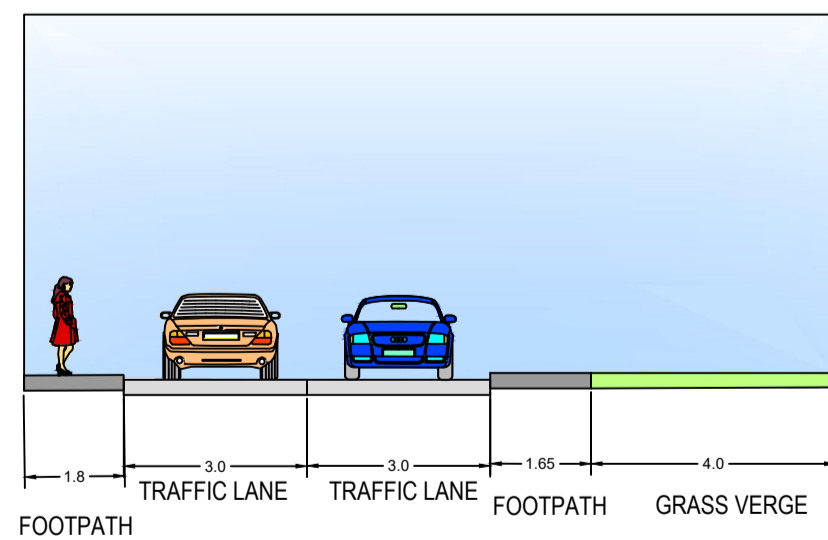 1.8
3.0
3.0
1.65
4.0
FOOTPATH
TRAFFIC LANE
TRAFFIC LANE
FOOTPATH
GRASS VERGE